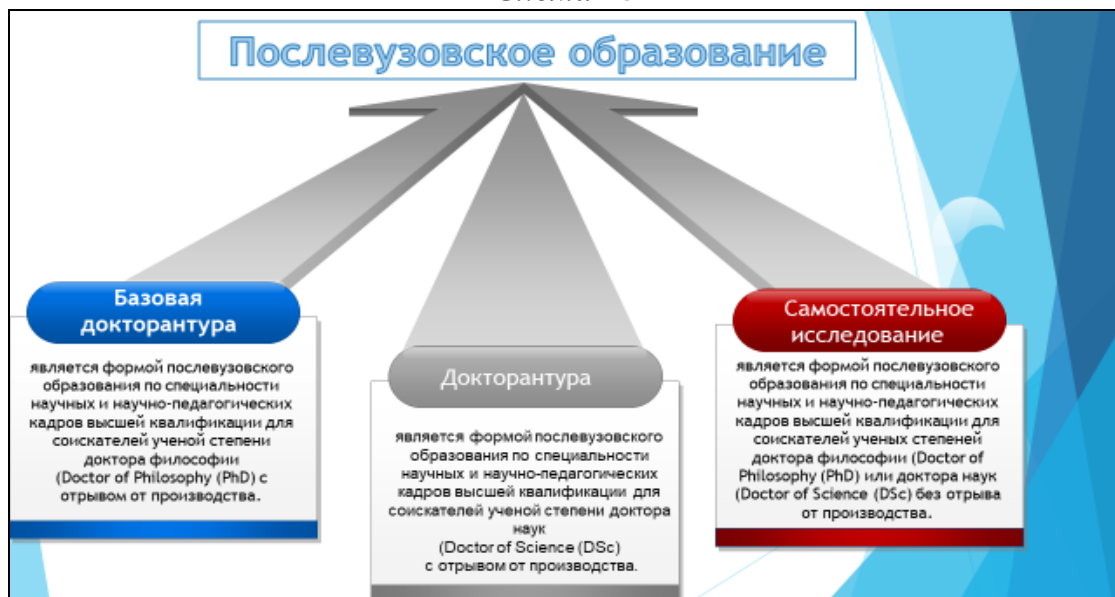 Послевузовское образование
Базовая
докторантура
является формой послевузовского
образования по специальности
научных и научно-педагогических
кадров высшей квалификации для
соискателей ученой степени
доктора философии
(Doctor of Philosophy (PhD) с
отрывом от производства.
Докторантура
является формой послевузовского
образования по специальности
научных и научно-педагогических
кадров высшей квалификации для
соискателей ученой степени доктора
наук
(Doctor of Science (DSc)
с отрывом от производства.
Самостоятельное
исследование
является формой послевузовского
образования по специальности
научных и научно-педагогических
кадров высшей квалификации для
соискателей ученых степеней
доктора философии (Doctor of
Philosophy (PhD) или доктора наук
(Doctor of Science (DSc) без отрыва
от производства.